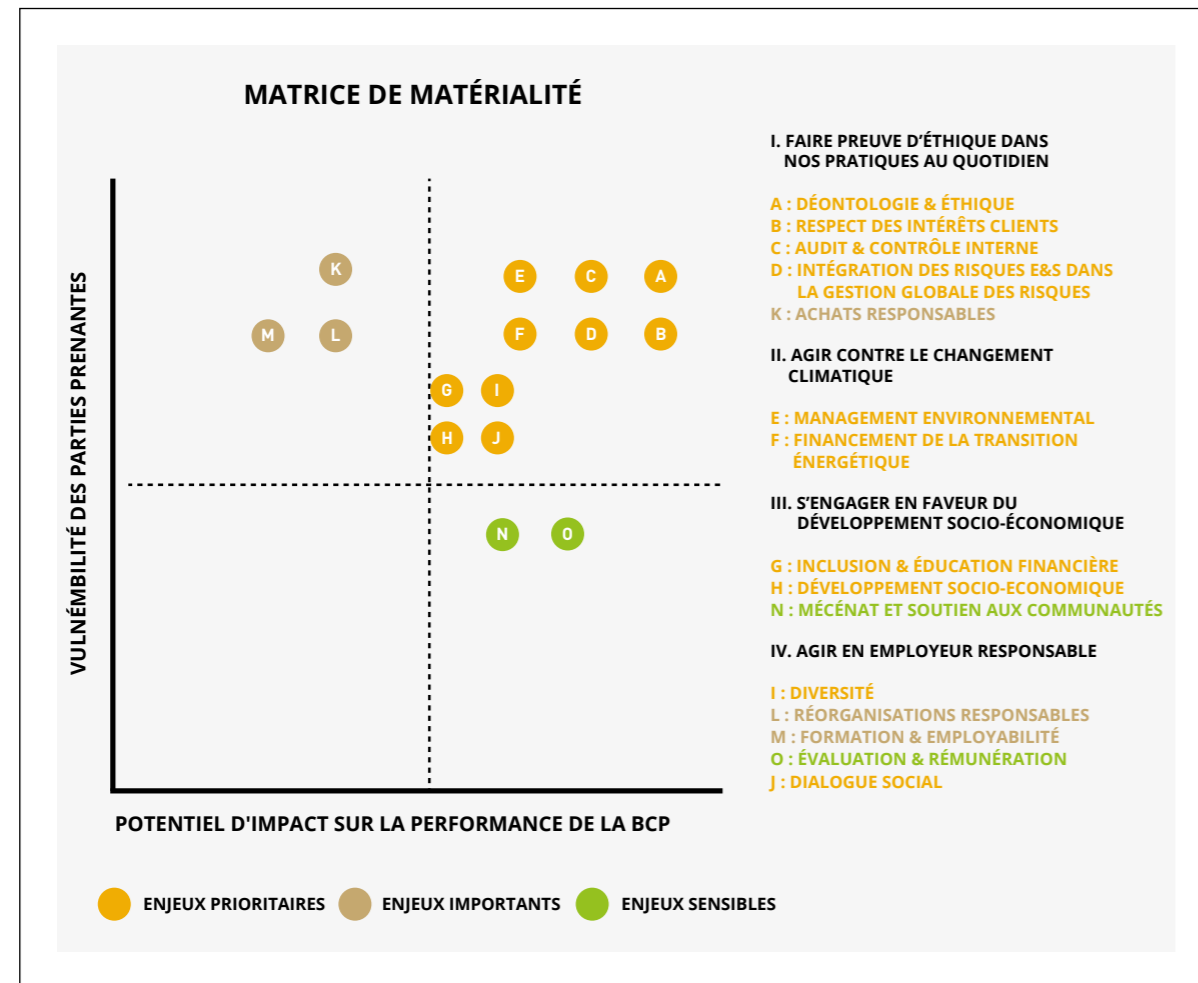 MATRICE DE MATÉRIALITÉ
VULNÉMBILITÉ DES PARTIES PRENANTES
K
E
C
A
M
L
F
D
B
G
I
H
J
N
O
POTENTIEL D'IMPACT SUR LA PERFORMANCE DE LA BCP
ENJEUX PRIORITAIRES
ENJEUX IMPORTANTS
ENJEUX SENSIBLES
I. FAIRE PREUVE D'ÉTHIQUE DANS
NOS PRATIQUES AU QUOTIDIEN
A : DÉONTOLOGIE & ÉTHIQUE
B : RESPECT DES INTÉRÊTS CLIENTS
C : AUDIT & CONTRÔLE INTERNE
D : INTÉGRATION DES RISQUES E&S DANS
LA GESTION GLOBALE DES RISQUES
K : ACHATS RESPONSABLES
II. AGIR CONTRE LE CHANGEMENT
CLIMATIQUE
E : MANAGEMENT ENVIRONNEMENTAL
F : FINANCEMENT DE LA TRANSITION
ÉNERGÉTIQUE
III. S'ENGAGER EN FAVEUR DU
DÉVELOPPEMENT SOCIO-ÉCONOMIQUE
G : INCLUSION & ÉDUCATION FINANCIÈRE
H : DÉVELOPPEMENT SOCIO-ECONOMIQUE
N : MÉCÉNAT ET SOUTIEN AUX COMMUNAUTÉS
IV. AGIR EN EMPLOYEUR RESPONSABLE
I : DIVERSITÉ
L : RÉORGANISATIONS RESPONSABLES
M : FORMATION & EMPLOYABILITÉ
O : ÉVALUATION & RÉMUNÉRATION
J : DIALOGUE SOCIAL